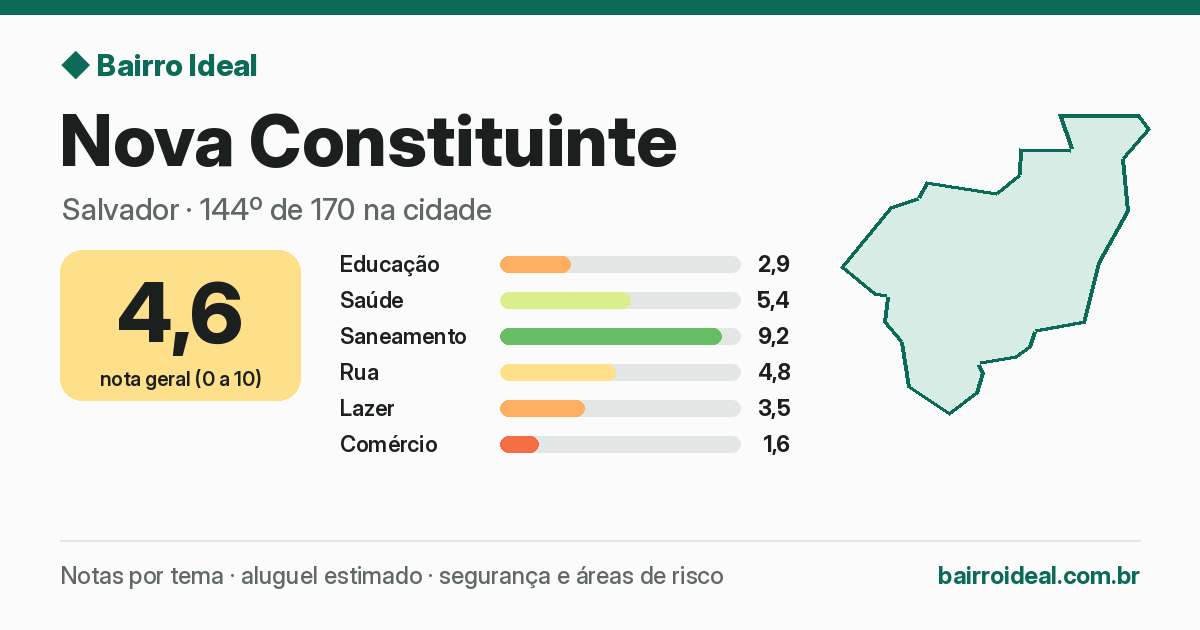 Bairro Ideal
Nova Constituinte
Salvador · 144º de 170 na cidade
4,6
nota geral (0 a 10)
Educação 2,9
Saúde 5,4
Saneamento 9,2
Rua 4,8
Lazer 3,5
Comércio 1,6
Notas por tema · aluguel estimado · segurança e áreas de risco
bairroideal.com.br